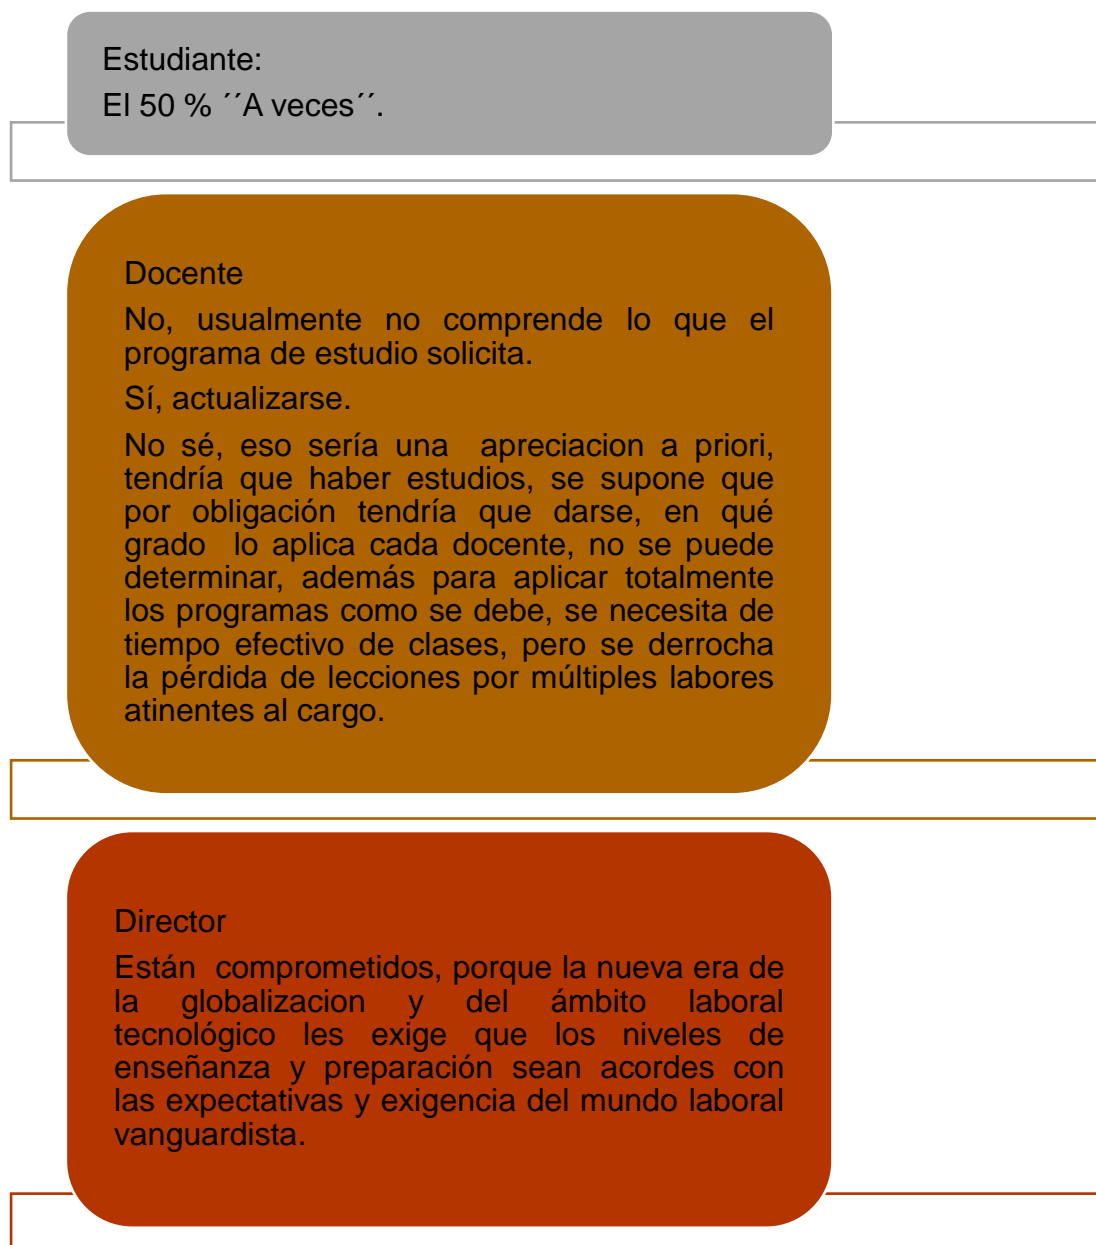 Estudiante:
El 50 % ´´A veces´´.
Docente
No, usualmente no comprende lo que el
programa de estudio solicita.
Sí, actualizarse.
No sé, eso sería una apreciacion a priori,
tendría que haber estudios, se supone que
por obligación tendría que darse, en qué
grado lo aplica cada docente, no se puede
determinar, además para aplicar totalmente
los programas como se debe, se necesita de
tiempo efectivo de clases, pero se derrocha
la pérdida de lecciones por múltiples labores
atinentes al cargo.
Director
Están comprometidos, porque la nueva era de
la globalizacion y del ámbito laboral
tecnológico les exige que los niveles de
enseñanza y preparación sean acordes con
las expectativas y exigencia del mundo laboral
vanguardista.